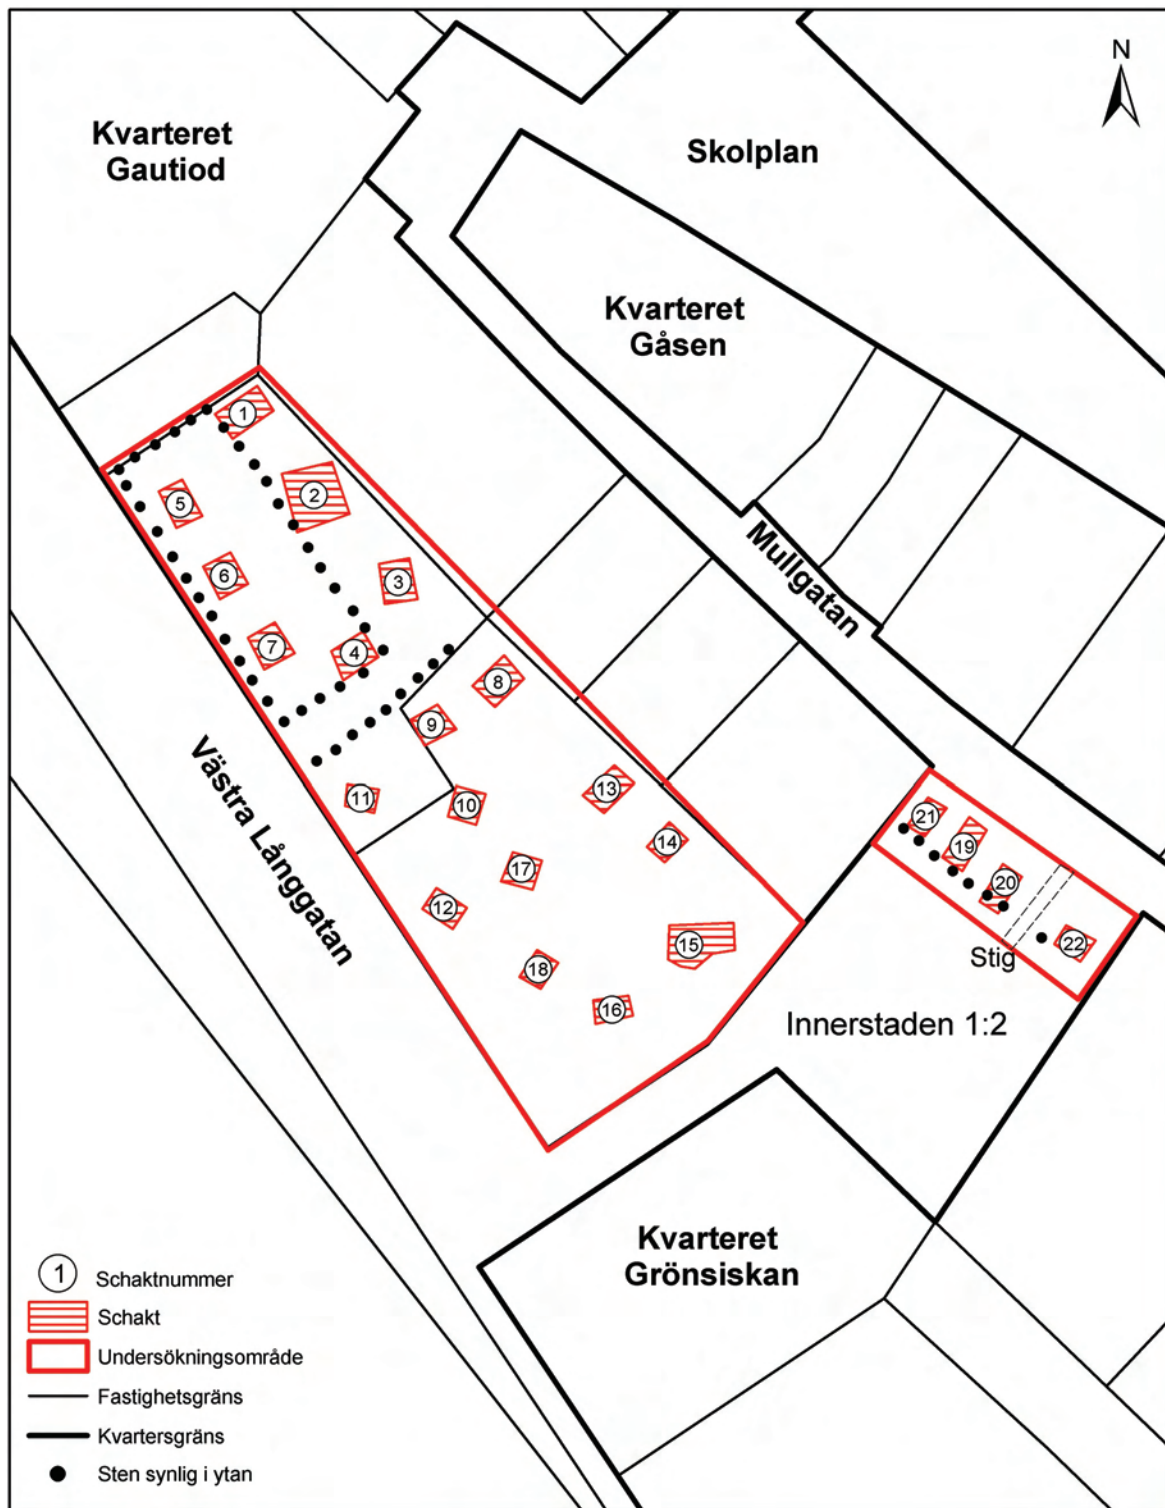 N
Kvarteret
Gautiod
Skolplan
Kvarteret
Gåsen
Mullgatan
1
2
5
3
6
7
4
8
9
11
10
13
14
17
12
15
18
16
21
19
20
22
Stig
Västra Långgatan
Innerstaden 1:2
Kvarteret
Grönsiskan
1 Schaktnummer
Schakt
Undersökningsområde
Fastighetsgräns
Kvartersgräns
Sten synlig i ytan